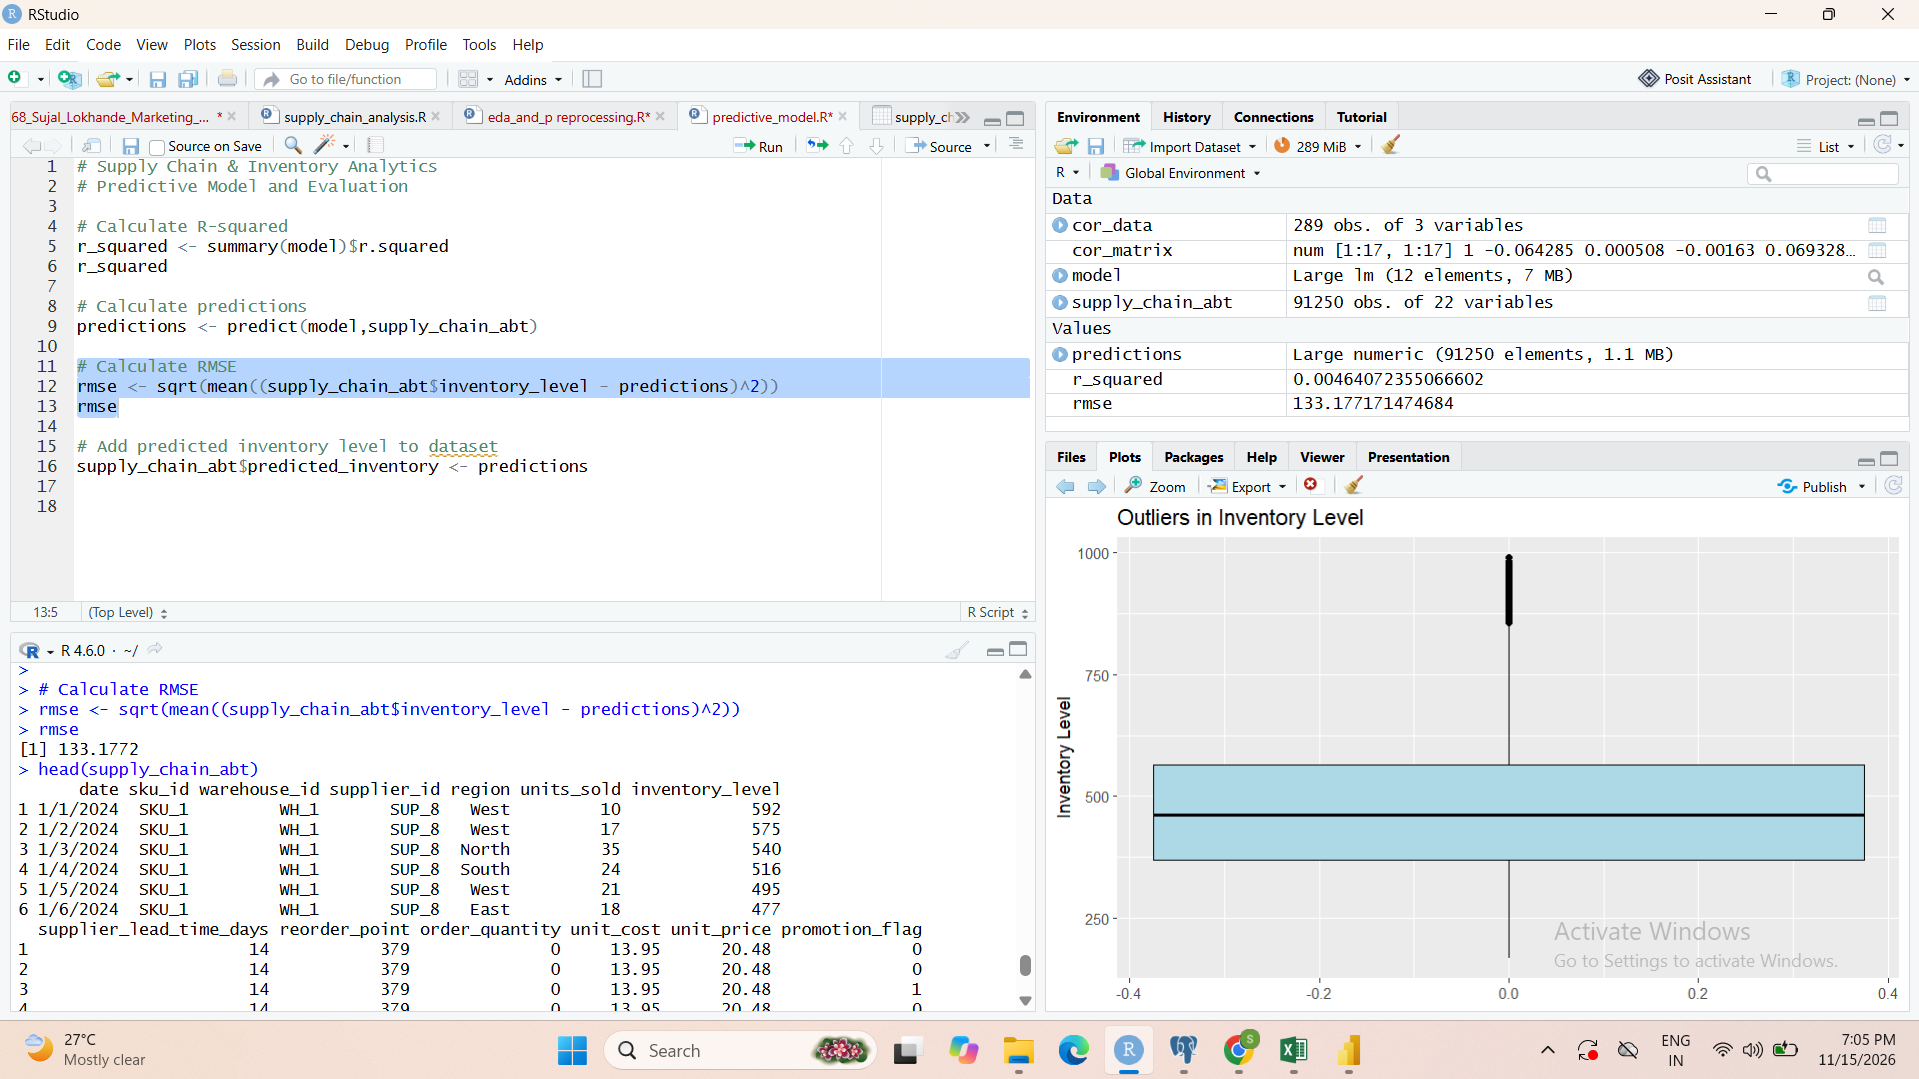 RStudio
File Edit Code View Plots Session Build Debug Profile Tools Help
Go to file/function Addins Posit Assistant Project: (None)
68_Sujal_Lokhande_Marketing_... * supply_chain_analysis.R eda_and_p reprocessing.R* predictive_model.R* supply_ch
Source on Save Run Source
1 # Supply Chain & Inventory Analytics
2 # Predictive Model and Evaluation
3
4 # Calculate R-squared
5 r_squared <- summary(model)$r.squared
6 r_squared
7
8 # Calculate predictions
9 predictions <- predict(model,supply_chain_abt)
10
11 # Calculate RMSE
12 rmse <- sqrt(mean((supply_chain_abt$inventory_level - predictions)^2))
13 rmse
14
15 # Add predicted inventory level to dataset
16 supply_chain_abt$predicted_inventory <- predictions
17
18
13:5 (Top Level) R Script
R 4.6.0 · ~/
>
> # Calculate RMSE
> rmse <- sqrt(mean((supply_chain_abt$inventory_level - predictions)^2))
> rmse
[1] 133.1772
> head(supply_chain_abt)
date sku_id warehouse_id supplier_id region units_sold inventory_level
1 1/1/2024 SKU_1 WH_1 SUP_8 West 10 592
2 1/2/2024 SKU_1 WH_1 SUP_8 West 17 575
3 1/3/2024 SKU_1 WH_1 SUP_8 North 35 540
4 1/4/2024 SKU_1 WH_1 SUP_8 South 24 516
5 1/5/2024 SKU_1 WH_1 SUP_8 West 21 495
6 1/6/2024 SKU_1 WH_1 SUP_8 East 18 477
supplier_lead_time_days reorder_point order_quantity unit_cost unit_price promotion_flag
1 14 379 0 13.95 20.48 0
2 14 379 0 13.95 20.48 0
3 14 379 0 13.95 20.48 1
4 14 379 0 13.95 20.48 0
Environment History Connections Tutorial
Import Dataset 289 MiB List
R Global Environment
Data
cor_data 289 obs. of 3 variables
cor_matrix num [1:17, 1:17] 1 -0.064285 0.000508 -0.00163 0.069328...
model Large lm (12 elements, 7 MB)
supply_chain_abt 91250 obs. of 22 variables
Values
predictions Large numeric (91250 elements, 1.1 MB)
r_squared 0.00464072355066602
rmse 133.177171474684
Files Plots Packages Help Viewer Presentation
Zoom Export Publish
Outliers in Inventory Level
1000
750
500
250
Inventory Level
-0.4 -0.2 0.0 0.2 0.4
Activate Windows
Go to Settings to activate Windows.
27°C
Mostly clear
Search
ENG
IN
7:05 PM
11/15/2026